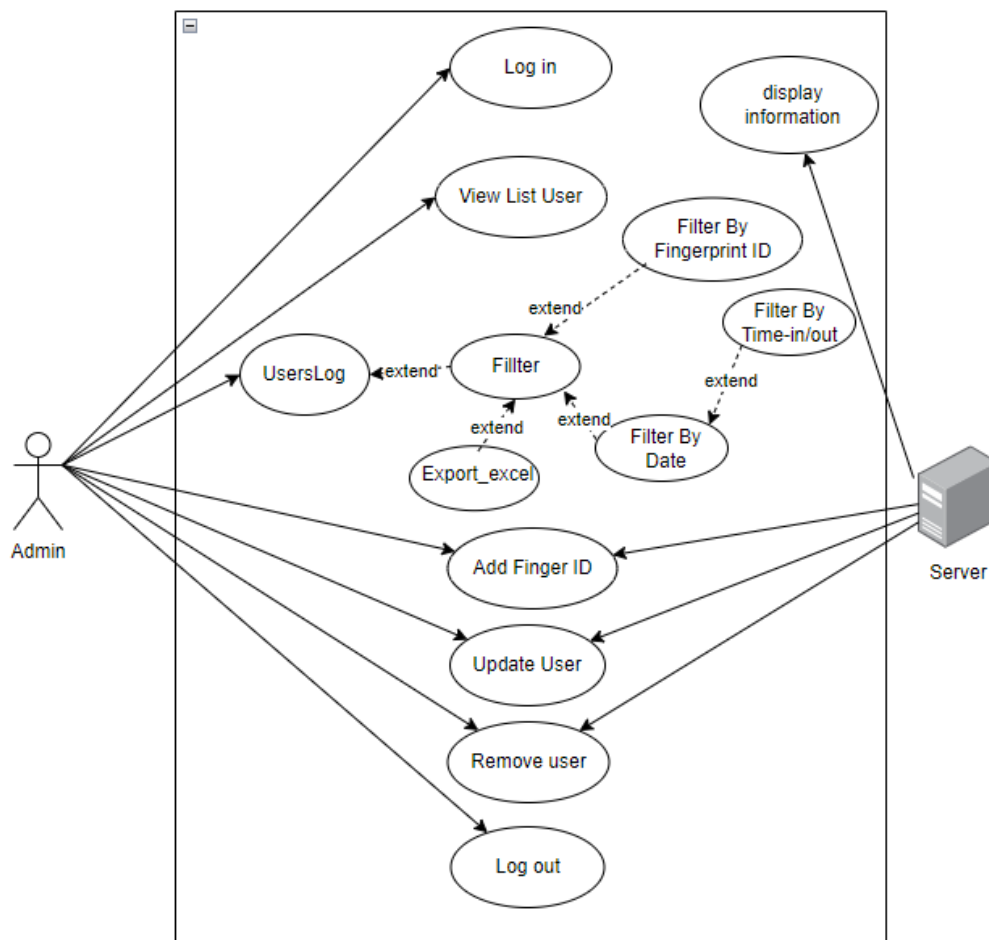 Log in
display
information
View List User
Filter By
Fingerprint ID
extend
Filter By
Time-in/out
UsersLog
extend
Fillter
extend
extend
extend
Filter By
Date
Export_excel
Admin
Add Finger ID
Server
Update User
Remove user
Log out